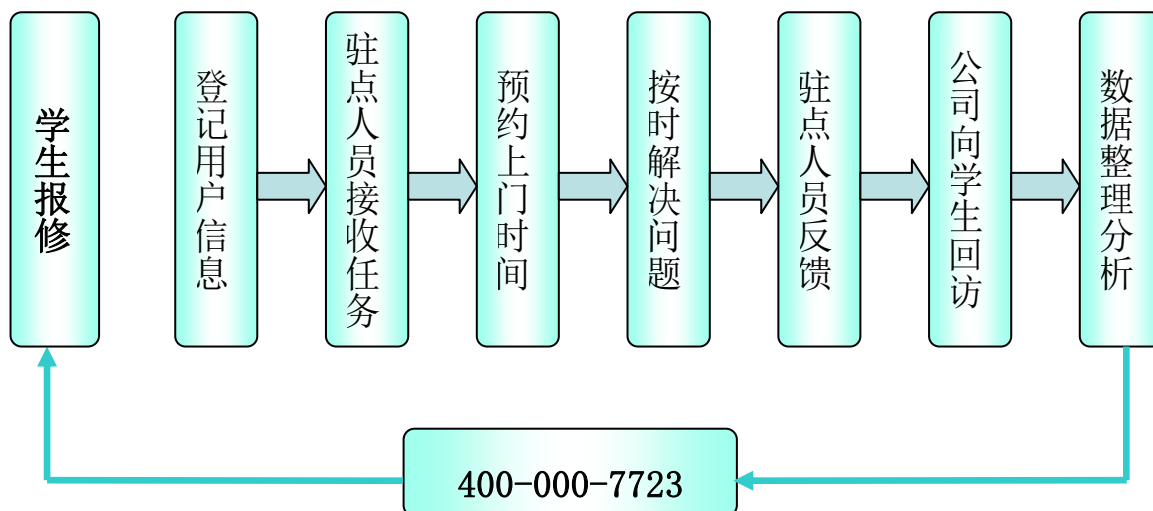 学生报修
登记用户信息
驻点人员接收任务
预约上门时间
按时解决问题
驻点人员反馈
公司向学生回访
数据整理分析
400-000-7723